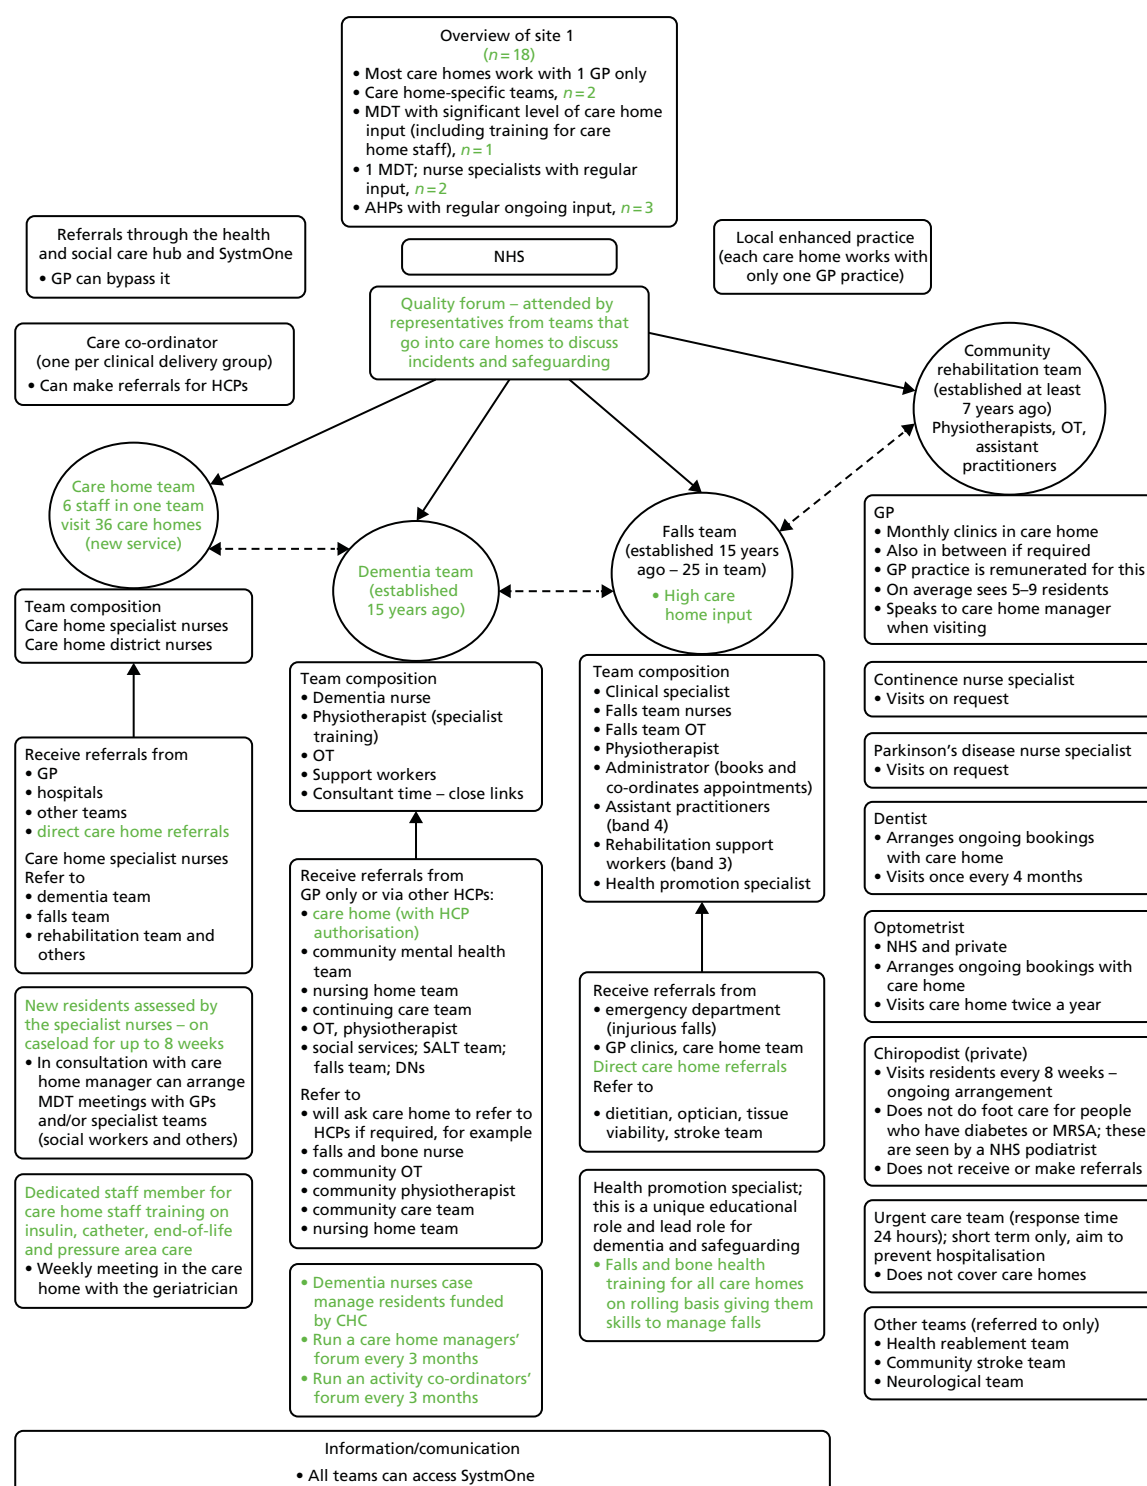 Overview of site 1
(n = 18)
• Most care homes work with 1 GP only
• Care home-specific teams, n = 2
• MDT with significant level of care home
input (including training for care
home staff), n = 1
• 1 MDT; nurse specialists with regular
input, n = 2
• AHPs with regular ongoing input, n = 3
Referrals through the health
and social care hub and SystmOne
• GP can bypass it
NHS
Local enhanced practice
(each care home works with
only one GP practice)
Quality forum – attended by
representatives from teams that
go into care homes to discuss
incidents and safeguarding
Care co-ordinator
(one per clinical delivery group)
• Can make referrals for HCPs
Community
rehabilitation team
(established at least
7 years ago)
Physiotherapists, OT,
assistant
practitioners
Care home team
6 staff in one team
visit 36 care homes
(new service)
Dementia team
(established
15 years ago)
Falls team
(established 15 years
ago – 25 in team)
• High care
home input
Team composition
Care home specialist nurses
Care home district nurses
Receive referrals from
• GP
• hospitals
• other teams
• direct care home referrals
Care home specialist nurses
Refer to
• dementia team
• falls team
• rehabilitation team and
others
New residents assessed by
the specialist nurses – on
caseload for up to 8 weeks
• In consultation with care
home manager can arrange
MDT meetings with GPs
and/or specialist teams
(social workers and others)
Dedicated staff member for
care home staff training on
insulin, catheter, end-of-life
and pressure area care
• Weekly meeting in the care
home with the geriatrician
Team composition
• Dementia nurse
• Physiotherapist (specialist
training)
• OT
• Support workers
• Consultant time – close links
Receive referrals from
GP only or via other HCPs:
• care home (with HCP
authorisation)
• community mental health
team
• nursing home team
• continuing care team
• OT, physiotherapist
• social services; SALT team;
falls team; DNs
Refer to
• will ask care home to refer to
HCPs if required, for example
• falls and bone nurse
• community OT
• community physiotherapist
• community care team
• nursing home team
• Dementia nurses case
manage residents funded
by CHC
• Run a care home managers’
forum every 3 months
• Run an activity co-ordinators’
forum every 3 months
Team composition
• Clinical specialist
• Falls team nurses
• Falls team OT
• Physiotherapist
• Administrator (books and
co-ordinates appointments)
• Assistant practitioners
(band 4)
• Rehabilitation support
workers (band 3)
• Health promotion specialist
Receive referrals from
• emergency department
(injurious falls)
• GP clinics, care home team
Direct care home referrals
Refer to
• dietitian, optician, tissue
viability, stroke team
Health promotion specialist;
this is a unique educational
role and lead role for
dementia and safeguarding
• Falls and bone health
training for all care homes
on rolling basis giving them
skills to manage falls
GP
• Monthly clinics in care home
• Also in between if required
• GP practice is remunerated for this
• On average sees 5–9 residents
• Speaks to care home manager
when visiting
Continence nurse specialist
• Visits on request
Parkinson’s disease nurse specialist
• Visits on request
Dentist
• Arranges ongoing bookings
with care home
• Visits once every 4 months
Optometrist
• NHS and private
• Arranges ongoing bookings with
care home
• Visits care home twice a year
Chiropodist (private)
• Visits residents every 8 weeks –
ongoing arrangement
• Does not do foot care for people
who have diabetes or MRSA; these
are seen by a NHS podiatrist
• Does not receive or make referrals
Urgent care team (response time
24 hours); short term only, aim to
prevent hospitalisation
• Does not cover care homes
Other teams (referred to only)
• Health reablement team
• Community stroke team
• Neurological team
Information/comunication
• All teams can access SystmOne